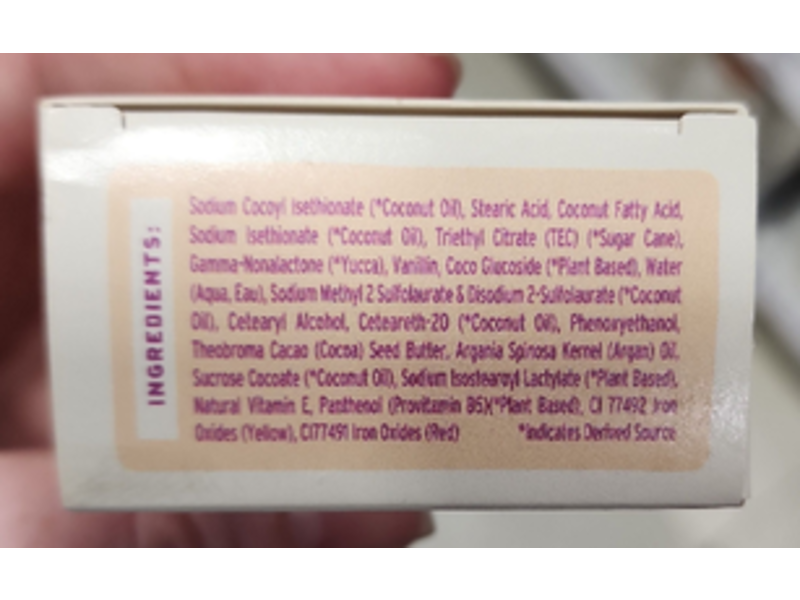 INGREDIENTS:
Sodium Cocoyl Isethionate (*Coconut Oil), Stearic Acid, Coconut Fatty Acid,
Sodium Isethionate (*Coconut Oil), Triethyl Citrate (TEC) (*Sugar Cane),
Gamma-Nonalactone (*Yucca), Vanillin, Coco Glucoside (*Plant Based), Water
(Aqua, Eau), Sodium Methyl 2 Sulfolaurate & Disodium 2-Sulfolaurate (*Coconut
Oil), Cetearyl Alcohol, Ceteareth-20 (*Coconut Oil), Phenoxyethanol,
Theobroma Cacao (Cocoa) Seed Butter, Argania Spinosa Kernel (Argan) Oil,
Sucrose Cocoate (*Coconut Oil), Sodium Isostearoyl Lactylate (*Plant Based),
Natural Vitamin E, Panthenol (Provitamin B5)(*Plant Based), CI 77492 Iron
Oxides (Yellow), CI77491 Iron Oxides (Red) *Indicates Derived Source